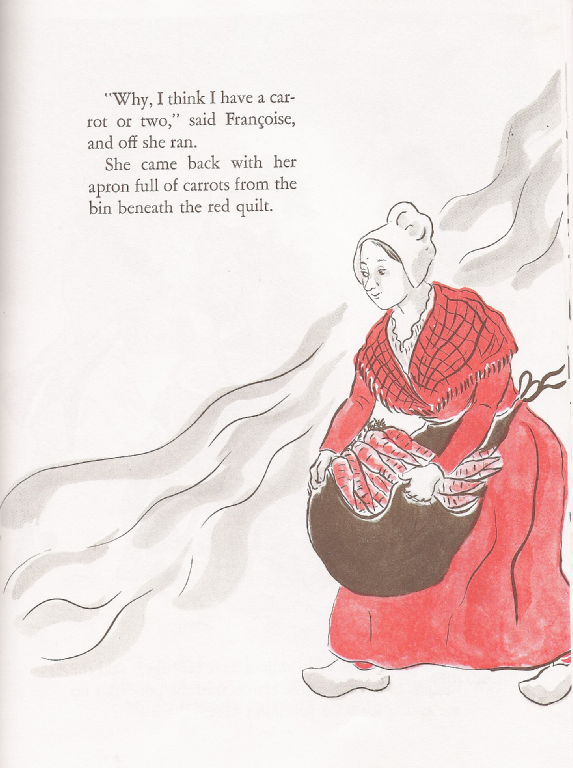 "Why, I think I have a car-
rot or two," said Françoise,
and off she ran.
She came back with her
apron full of carrots from the
bin beneath the red quilt.